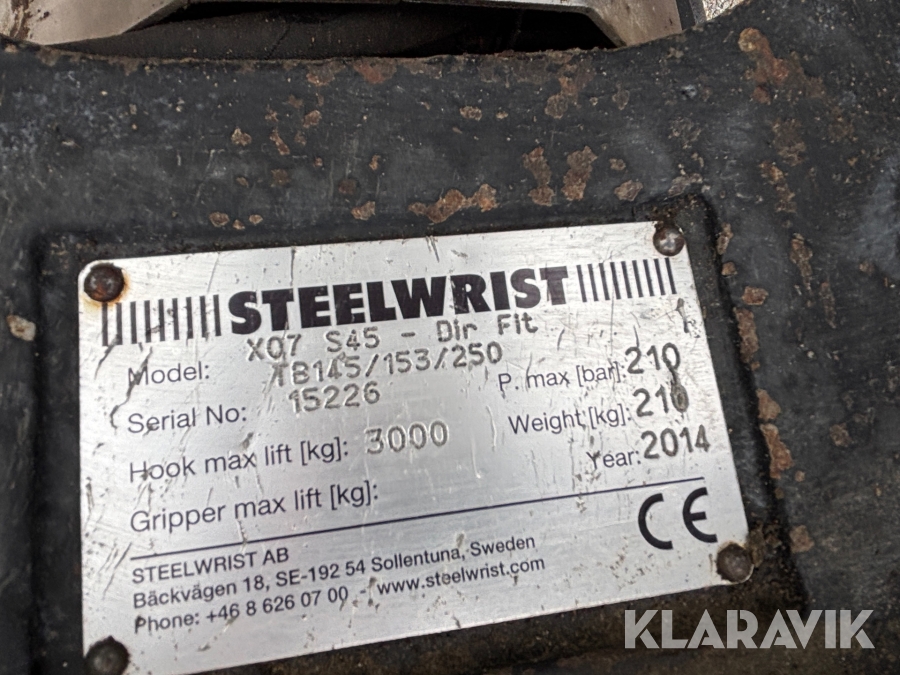 STEELWRIST
X07 S45 - Dir Fit
Model: TB145/153/250
P. max [bar]: 210
Serial No: 15226
Weight [kg]: 210
Hook max lift [kg]: 3000
Year: 2014
Gripper max lift [kg]:
CE
STEELWRIST AB
Bäckvägen 18, SE-192 54 Sollentuna, Sweden
Phone: +46 8 626 07 00 - www.steelwrist.com
KLARAVIK